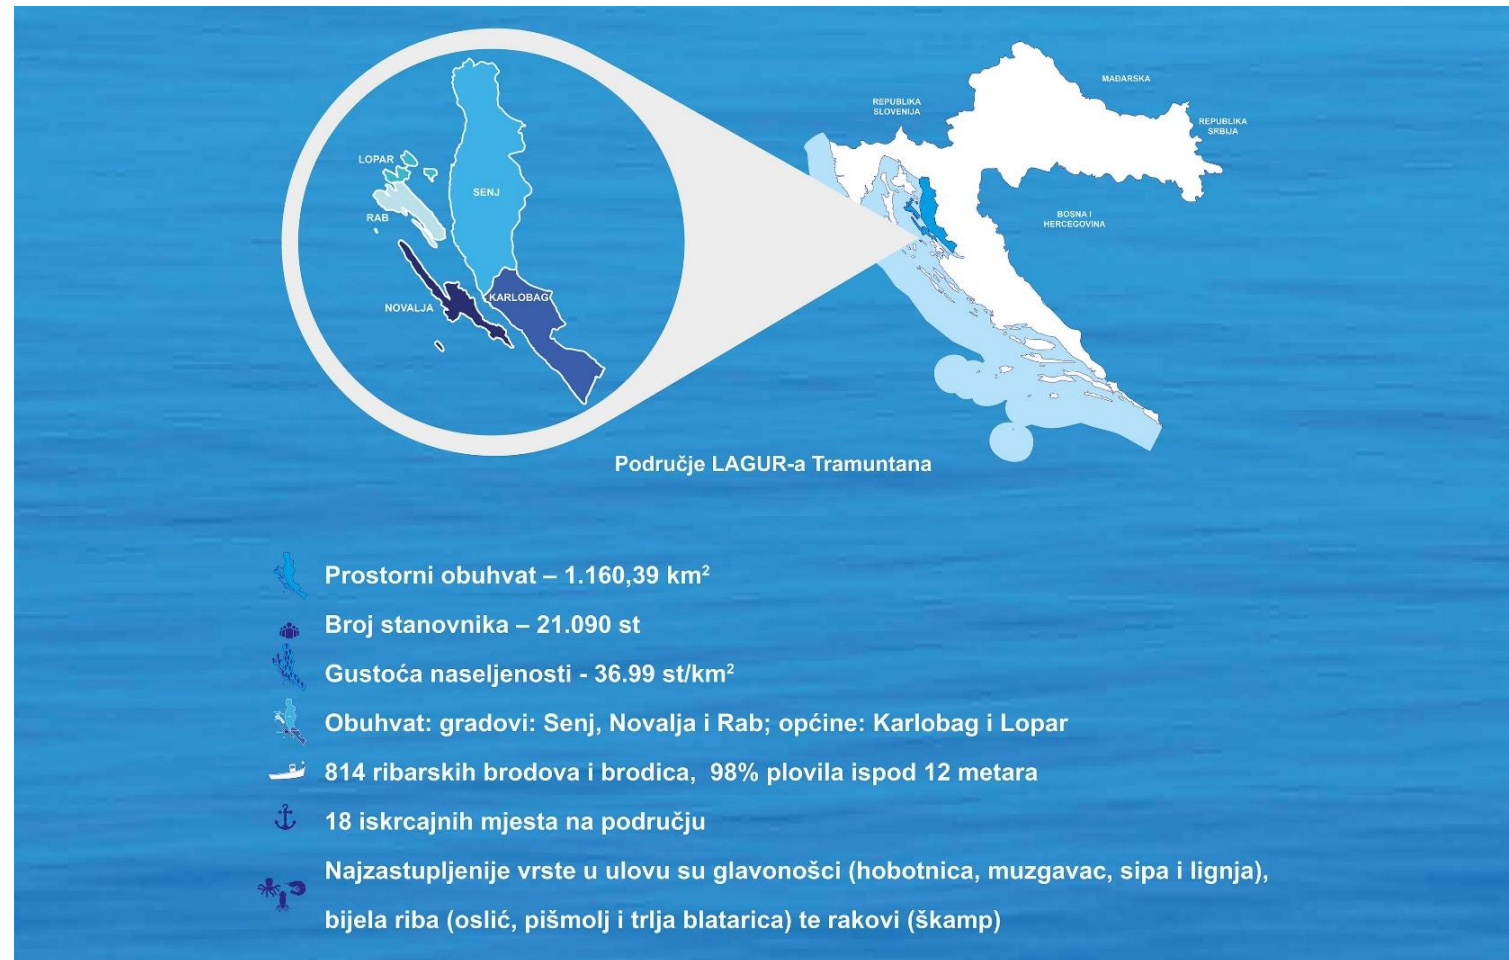 MAĐARSKA
REPUBLIKA
SLOVENIJA
REPUBLIKA
SRBIJA
LOPAR
SENJ
RAB
BOSNA I
HERCEGOVINA
KARLOBAG
NOVALJA
Područje LAGUR-a Tramuntana
Prostorni obuhvat – 1.160,39 km²
Broj stanovnika – 21.090 st
Gustoća naseljenosti - 36.99 st/km²
Obuhvat: gradovi: Senj, Novalja i Rab; općine: Karlobag i Lopar
814 ribarskih brodova i brodica, 98% plovila ispod 12 metara
18 iskrcajnih mjesta na području
Najzastupljenije vrste u ulovu su glavonošci (hobotnica, muzgavac, sipa i lignja),
bijela riba (oslić, pišmolj i trlja blatarica) te rakovi (škamp)